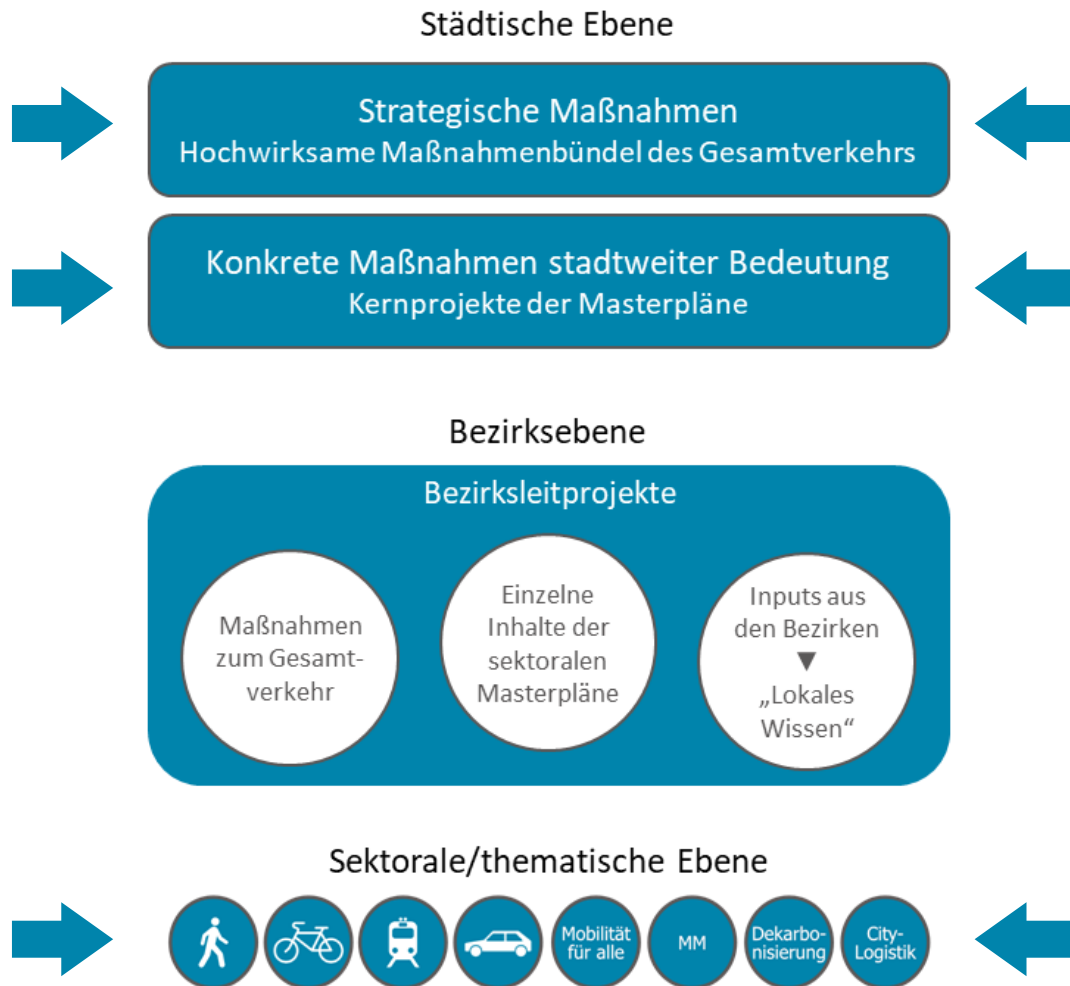 Städtische Ebene
Strategische Maßnahmen
Hochwirksame Maßnahmenbündel des Gesamtverkehrs
Konkrete Maßnahmen stadtweiter Bedeutung
Kernprojekte der Masterpläne
Bezirksebene
Bezirksleitprojekte
Maßnahmen
zum Gesamt-
verkehr
Einzelne
Inhalte der
sektoralen
Masterpläne
Inputs aus
den Bezirken
▼
„Lokales
Wissen“
Sektorale/thematische Ebene
Mobilität
für alle
MM
Dekarbo-
nisierung
City-
Logistik